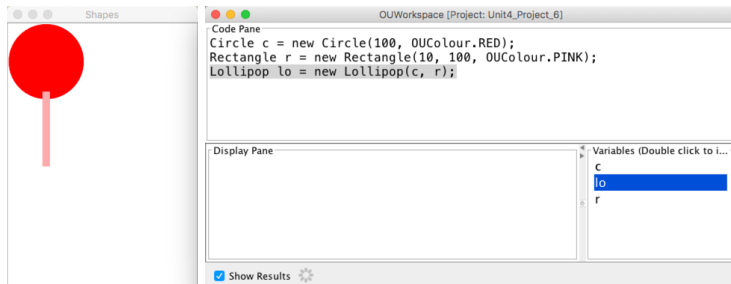 Shapes
OUWorkspace [Project: Unit4_Project_6]
Code Pane
Circle c = new Circle(100, OUColour.RED);
Rectangle r = new Rectangle(10, 100, OUColour.PINK);
Lollipop lo = new Lollipop(c, r);
Display Pane
Variables (Double click to i...
c
lo
r
Show Results